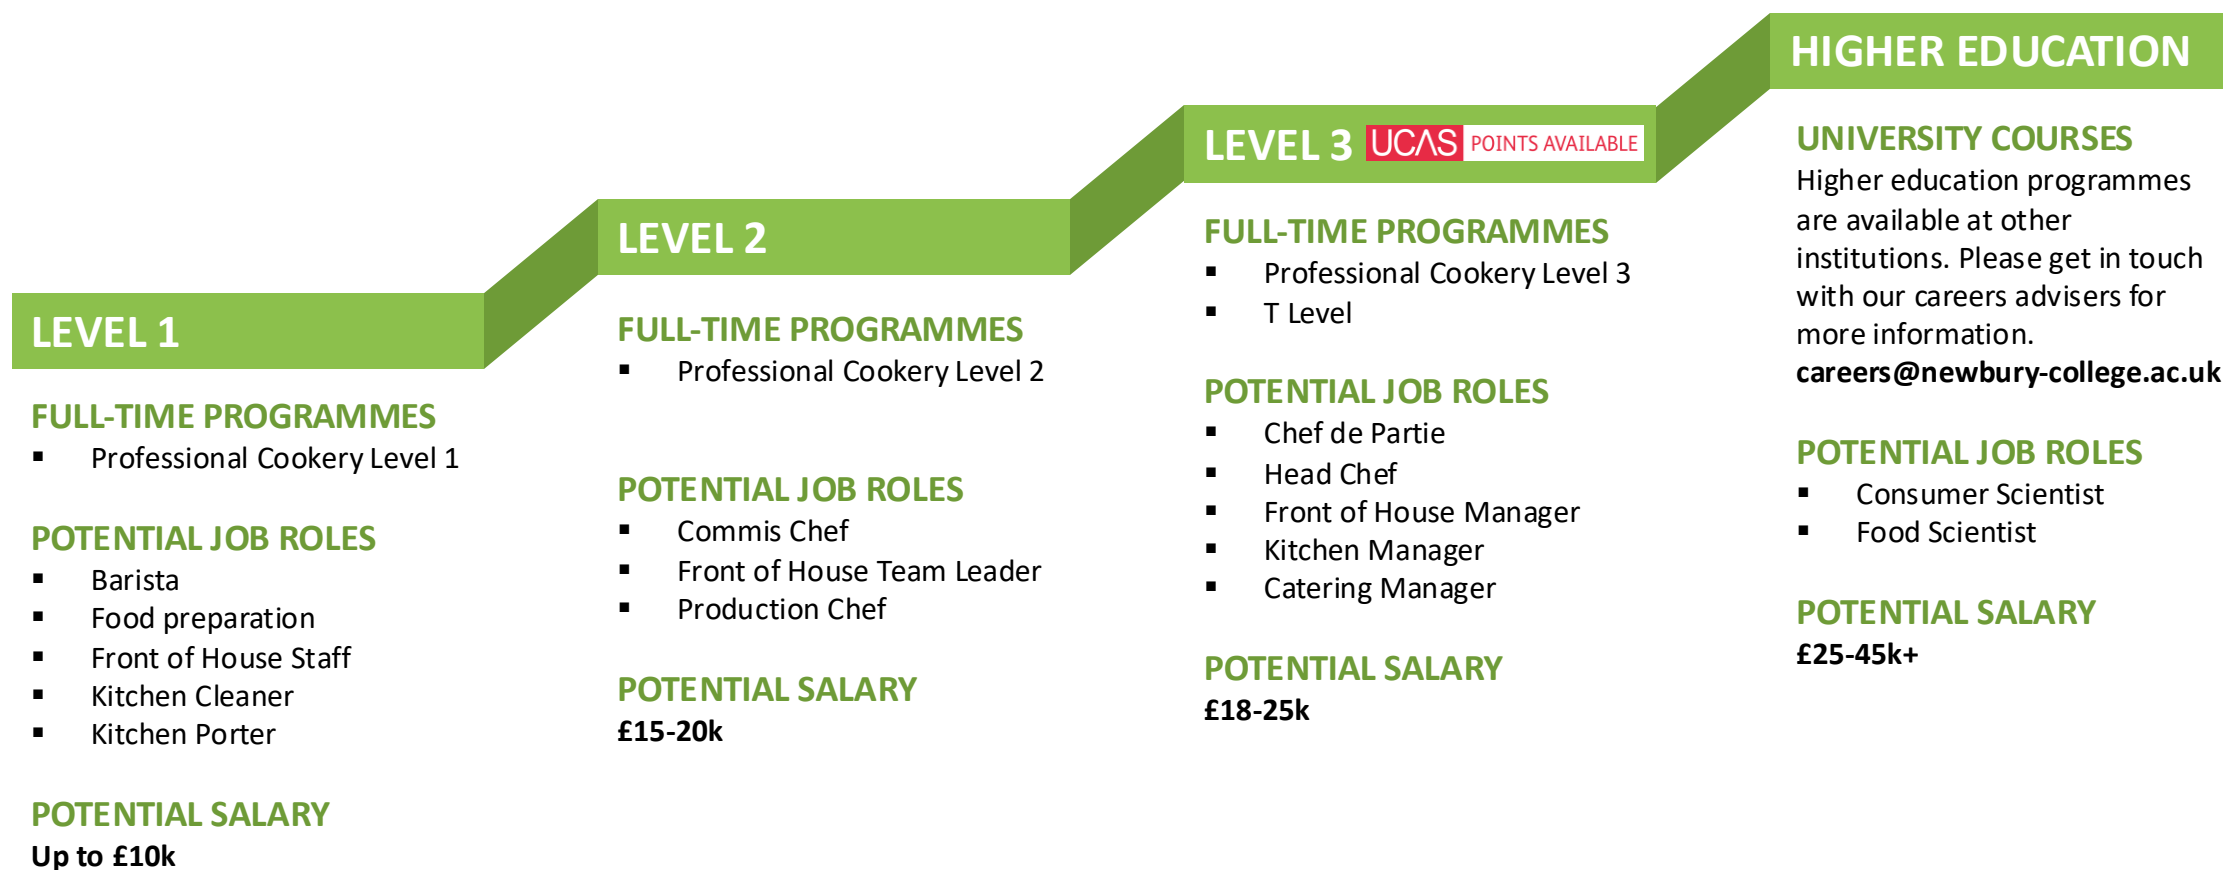 LEVEL 1
FULL-TIME PROGRAMMES
▪ Professional Cookery Level 1
POTENTIAL JOB ROLES
▪ Barista
▪ Food preparation
▪ Front of House Staff
▪ Kitchen Cleaner
▪ Kitchen Porter
POTENTIAL SALARY
Up to £10k
LEVEL 2
FULL-TIME PROGRAMMES
▪ Professional Cookery Level 2
POTENTIAL JOB ROLES
▪ Commis Chef
▪ Front of House Team Leader
▪ Production Chef
POTENTIAL SALARY
£15-20k
LEVEL 3 UCAS POINTS AVAILABLE
FULL-TIME PROGRAMMES
▪ Professional Cookery Level 3
▪ T Level
POTENTIAL JOB ROLES
▪ Chef de Partie
▪ Head Chef
▪ Front of House Manager
▪ Kitchen Manager
▪ Catering Manager
POTENTIAL SALARY
£18-25k
HIGHER EDUCATION
UNIVERSITY COURSES
Higher education programmes
are available at other
institutions. Please get in touch
with our careers advisers for
more information.
careers@newbury-college.ac.uk
POTENTIAL JOB ROLES
▪ Consumer Scientist
▪ Food Scientist
POTENTIAL SALARY
£25-45k+